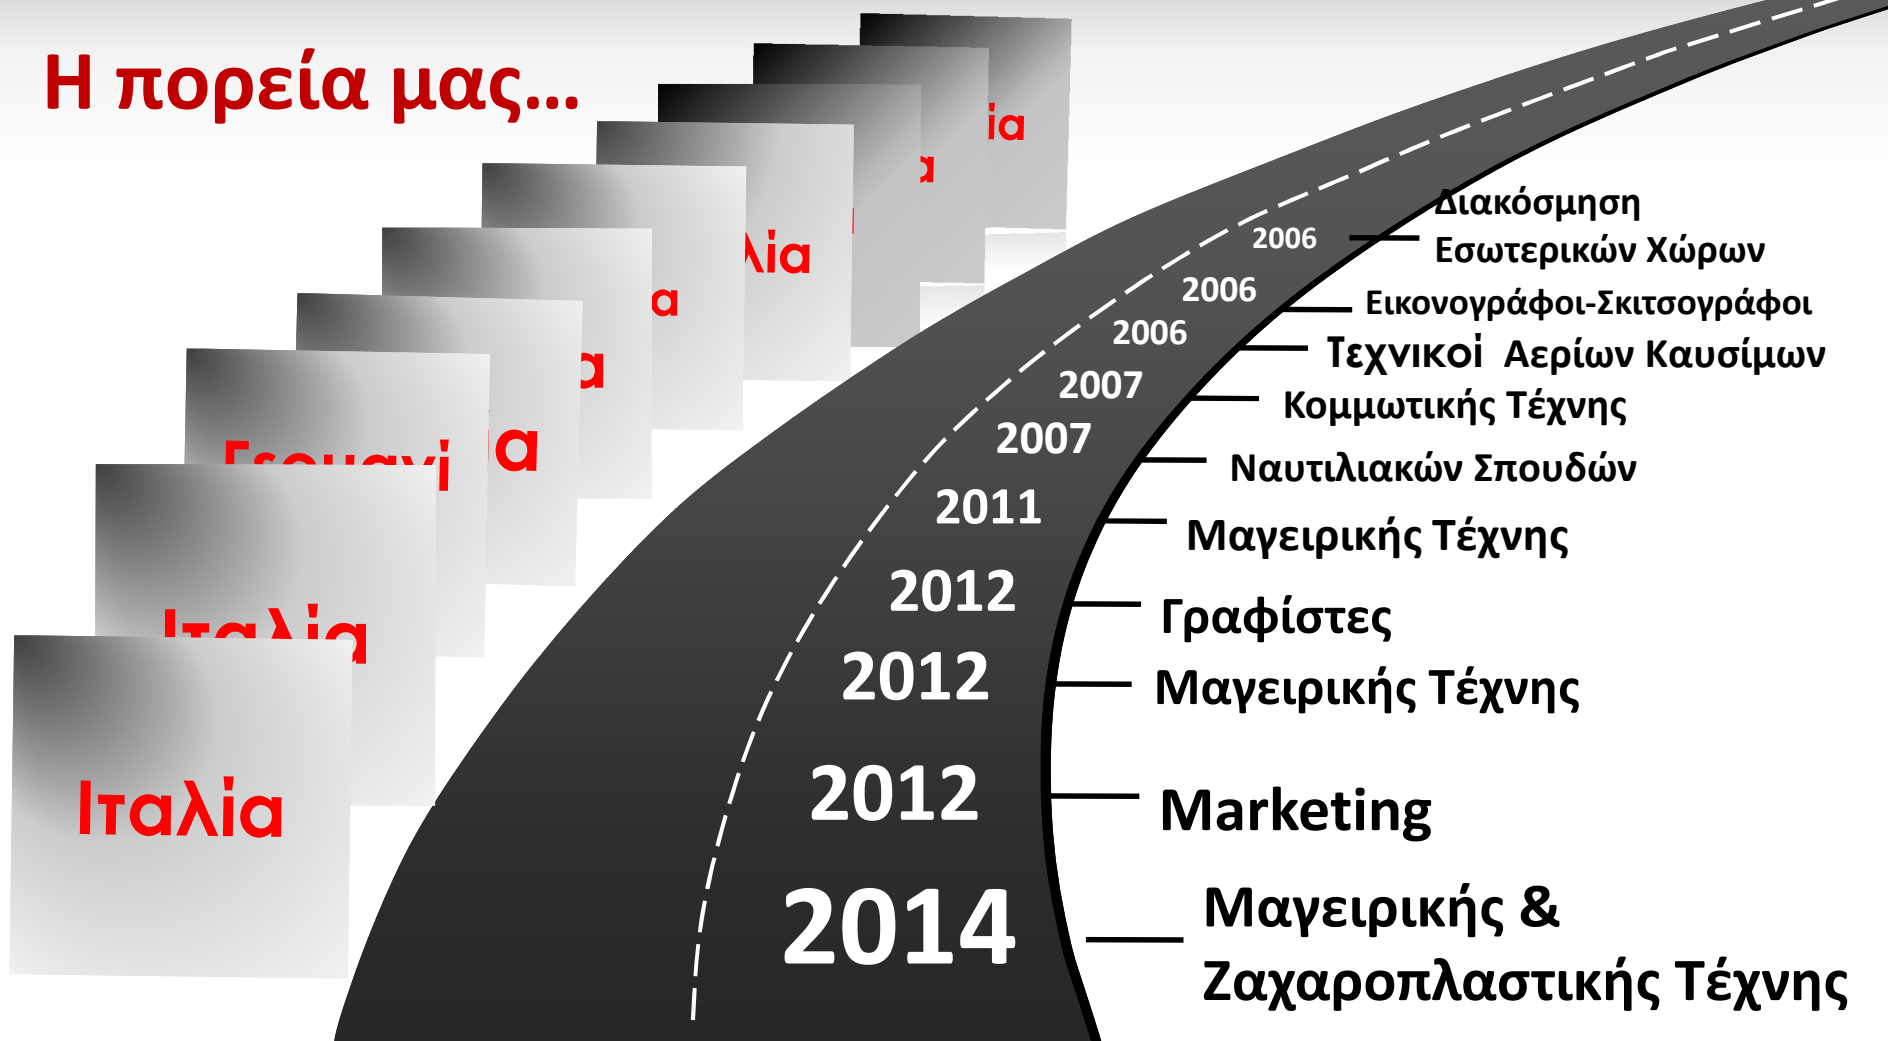 Η πορεία μας...
Διακόσμηση
2006 Εσωτερικών Χώρων
2006 Εικονογράφοι-Σκιτσογράφοι
2006 Τεχνικοί Αερίων Καυσίμων
2007 Κομμωτικής Τέχνης
2007 Ναυτιλιακών Σπουδών
2011 Μαγειρικής Τέχνης
2012 Γραφίστες
2012 Μαγειρικής Τέχνης
2012 Marketing
2014 Μαγειρικής &
Ζαχαροπλαστικής Τέχνης
Ιταλία
Ιταλία